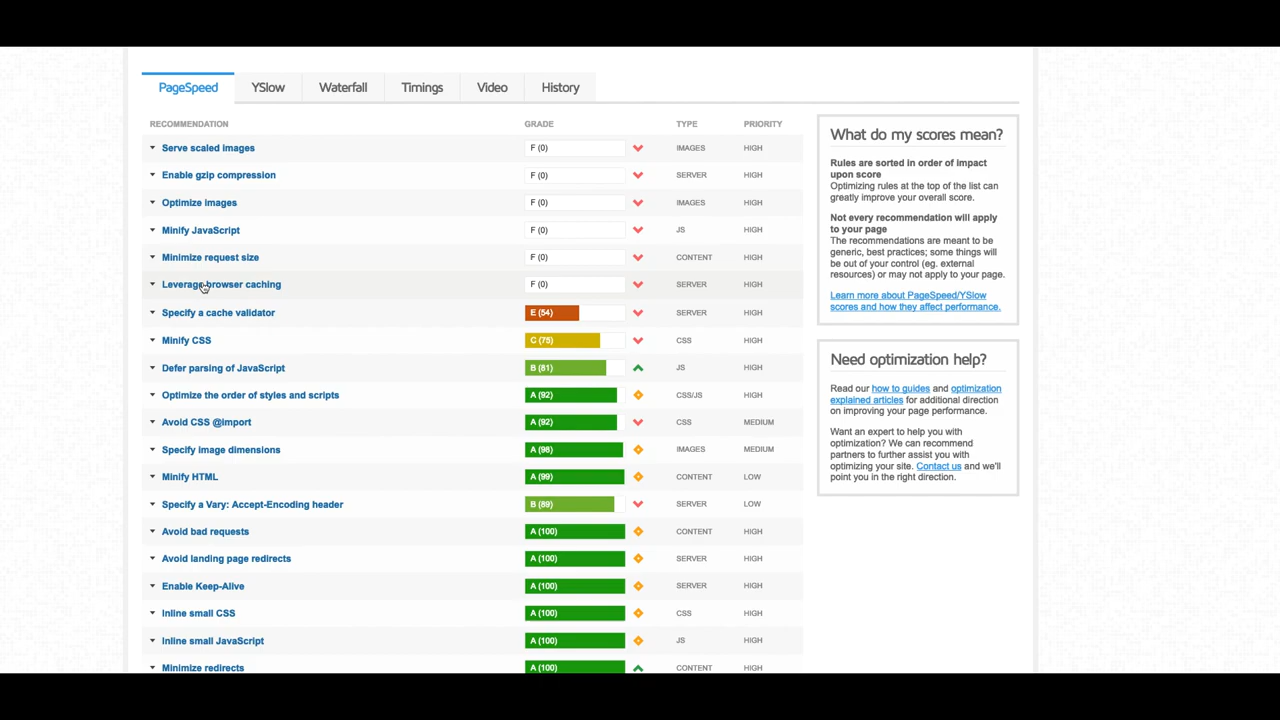 PageSpeed YSlow Waterfall Timings Video History
RECOMMENDATION GRADE TYPE PRIORITY
Serve scaled images F (0) IMAGES HIGH
Enable gzip compression F (0) SERVER HIGH
Optimize images F (0) IMAGES HIGH
Minify JavaScript F (0) JS HIGH
Minimize request size F (0) CONTENT HIGH
Leverage browser caching F (0) SERVER HIGH
Specify a cache validator E (54) SERVER HIGH
Minify CSS C (75) CSS HIGH
Defer parsing of JavaScript B (81) JS HIGH
Optimize the order of styles and scripts A (92) CSS/JS HIGH
Avoid CSS @import A (92) CSS MEDIUM
Specify image dimensions A (98) IMAGES MEDIUM
Minify HTML A (99) CONTENT LOW
Specify a Vary: Accept-Encoding header B (89) SERVER LOW
Avoid bad requests A (100) CONTENT HIGH
Avoid landing page redirects A (100) SERVER HIGH
Enable Keep-Alive A (100) SERVER HIGH
Inline small CSS A (100) CSS HIGH
Inline small JavaScript A (100) JS HIGH
Minimize redirects A (100) CONTENT HIGH
What do my scores mean?
Rules are sorted in order of impact
upon score
Optimizing rules at the top of the list can
greatly improve your overall score.
Not every recommendation will apply
to your page
The recommendations are meant to be
generic, best practices; some things will
be out of your control (eg. external
resources) or may not apply to your page.
Learn more about PageSpeed/YSlow
scores and how they affect performance.
Need optimization help?
Read our how to guides and optimization
explained articles for additional direction
on improving your page performance.
Want an expert to help you with
optimization? We can recommend
partners to further assist you with
optimizing your site. Contact us and we'll
point you in the right direction.